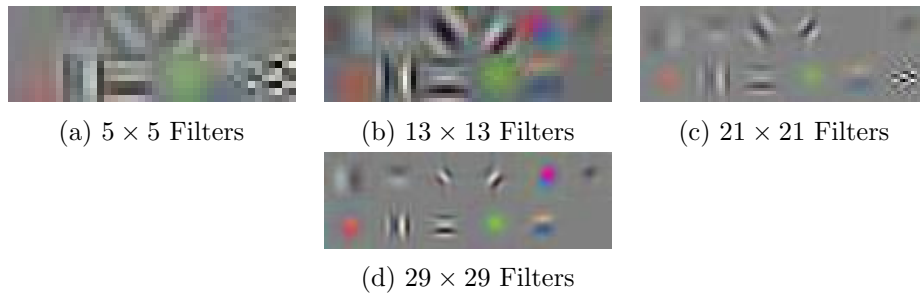 (a) 5 × 5 Filters
(b) 13 × 13 Filters
(c) 21 × 21 Filters
(d) 29 × 29 Filters